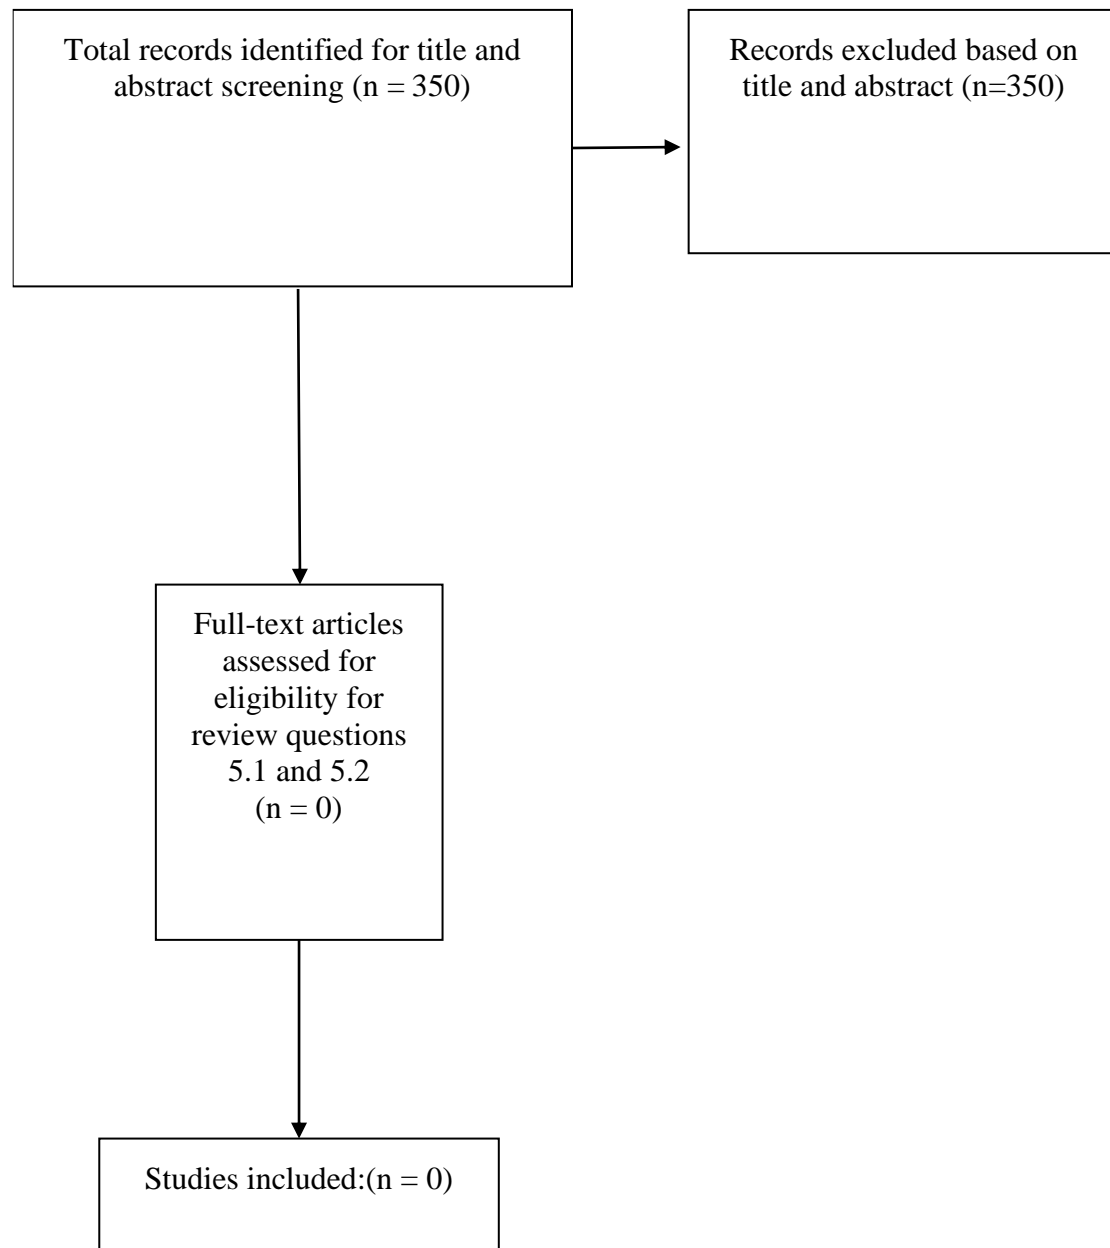 Total records identified for title and
abstract screening (n = 350)
Records excluded based on
title and abstract (n=350)
Full-text articles
assessed for
eligibility for
review questions
5.1 and 5.2
(n = 0)
Studies included:(n = 0)